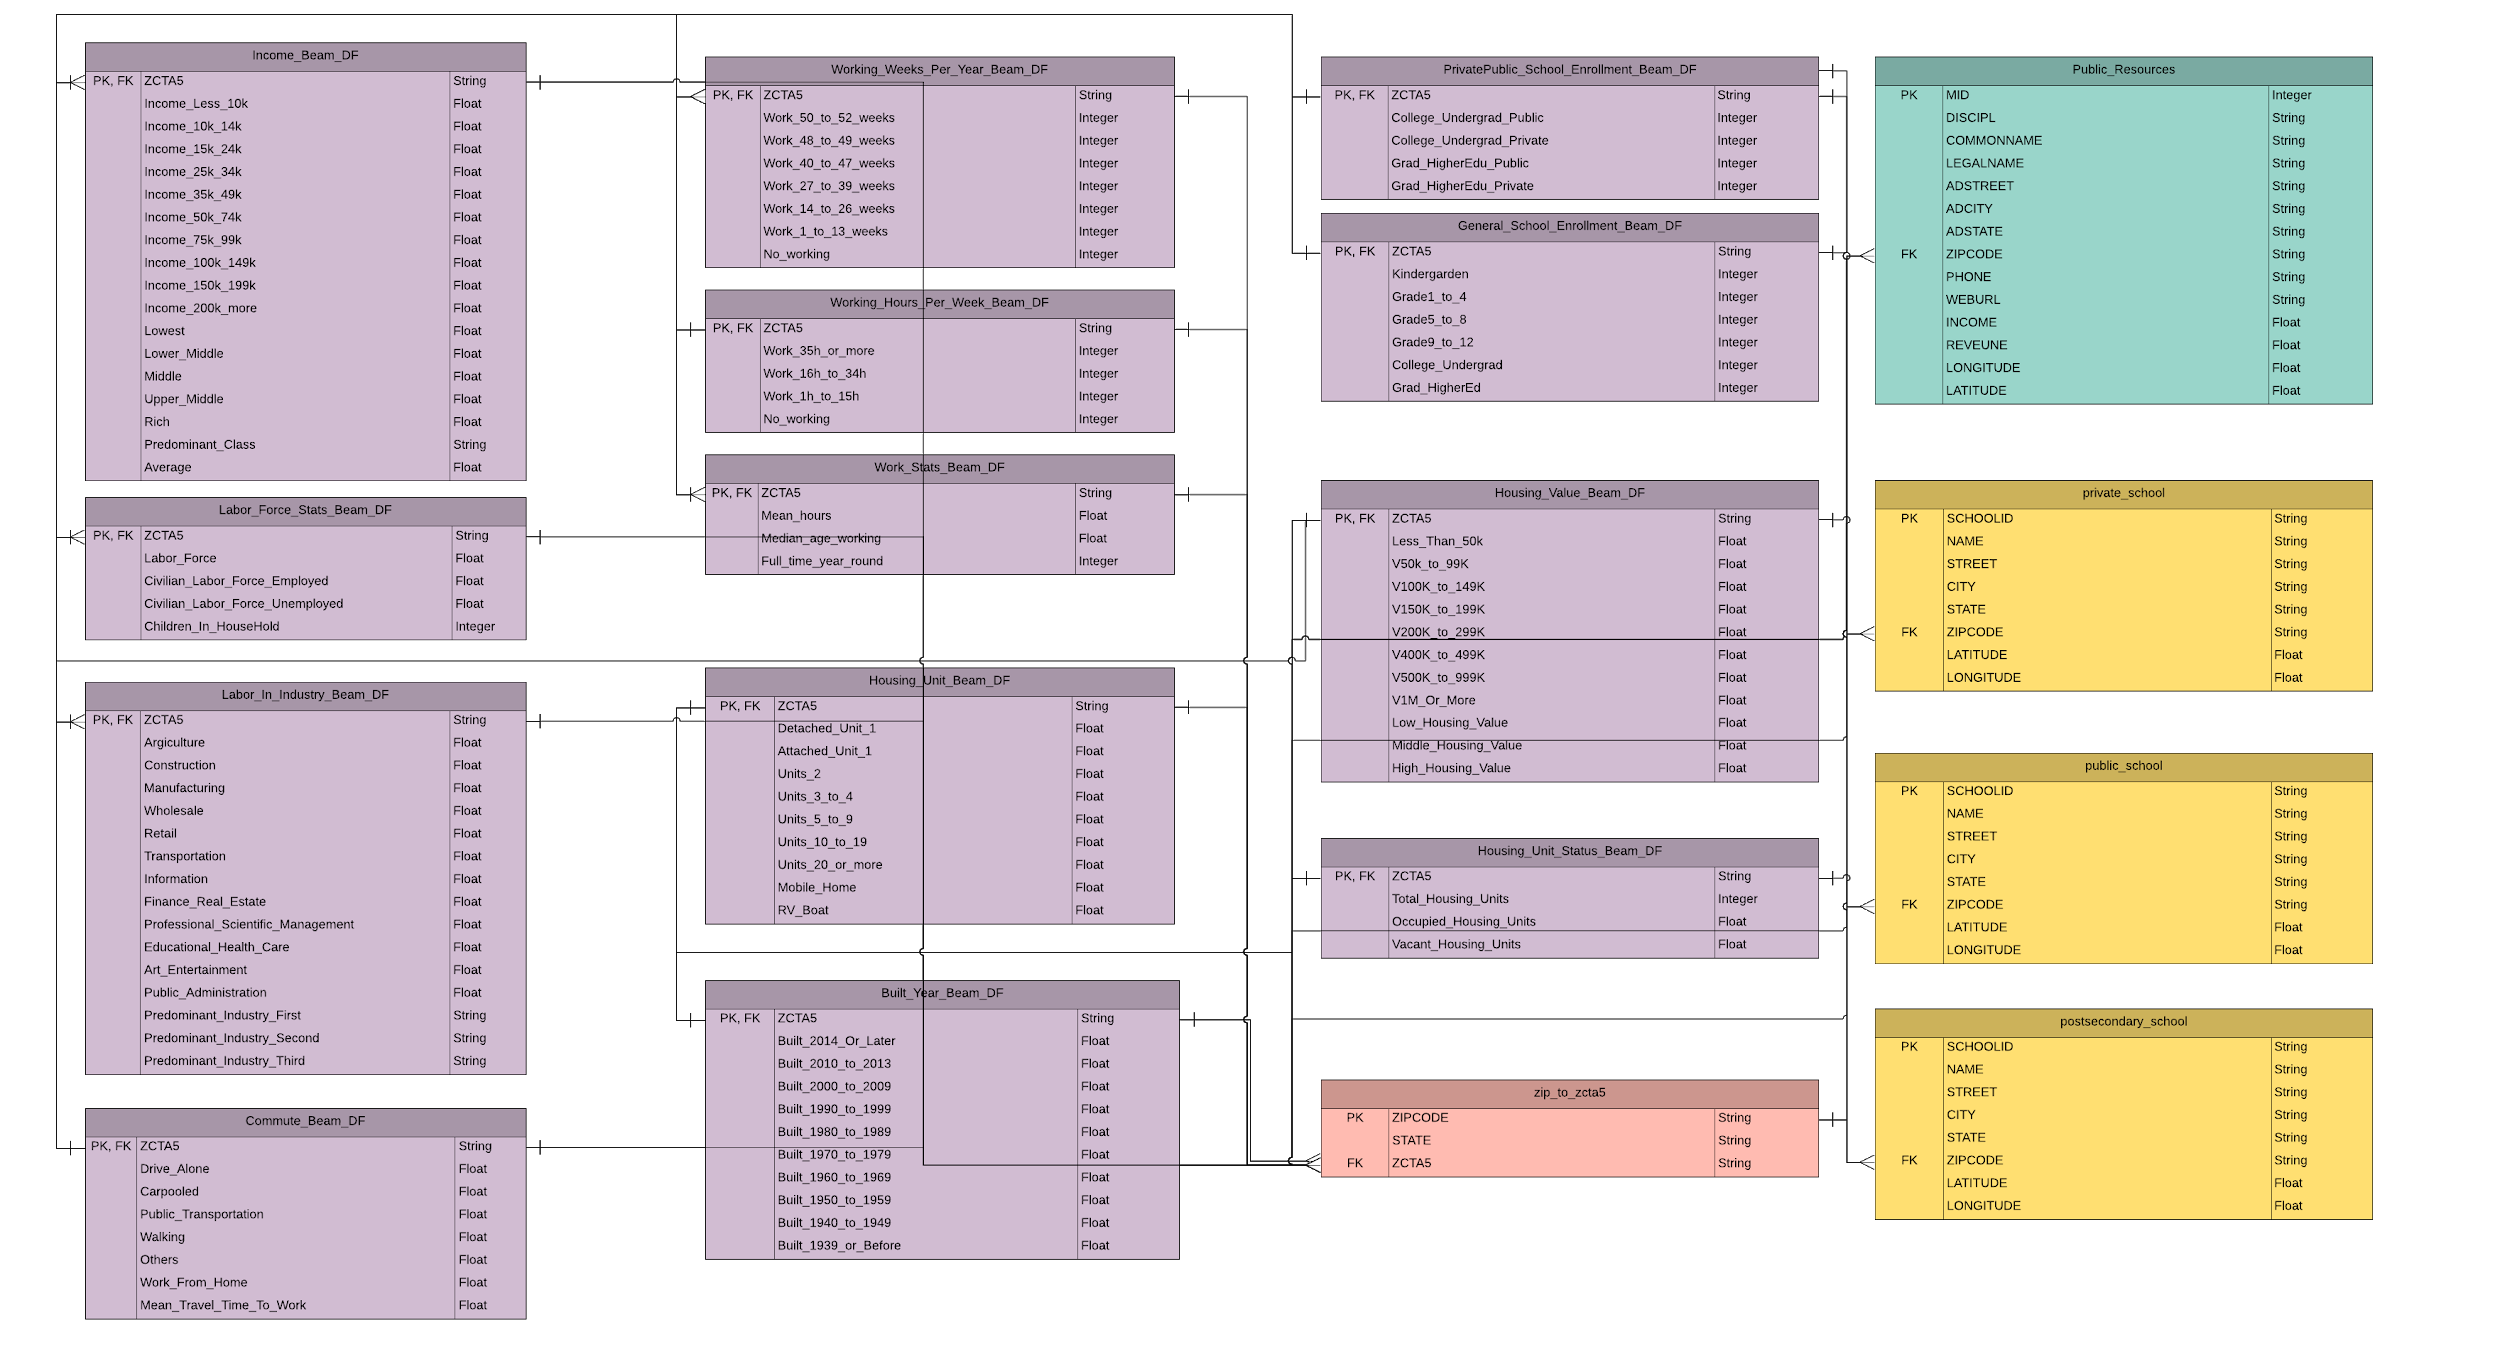 Income_Beam_DF
PK, FK ZCTA5 String
Income_Less_10k Float
Income_10k_14k Float
Income_15k_24k Float
Income_25k_34k Float
Income_35k_49k Float
Income_50k_74k Float
Income_75k_99k Float
Income_100k_149k Float
Income_150k_199k Float
Income_200k_more Float
Lowest Float
Lower_Middle Float
Middle Float
Upper_Middle Float
Rich Float
Predominant_Class String
Average Float
Labor_Force_Stats_Beam_DF
PK, FK ZCTA5 String
Labor_Force Float
Civilian_Labor_Force_Employed Float
Civilian_Labor_Force_Unemployed Float
Children_In_HouseHold Integer
Labor_In_Industry_Beam_DF
PK, FK ZCTA5 String
Argiculture Float
Construction Float
Manufacturing Float
Wholesale Float
Retail Float
Transportation Float
Information Float
Finance_Real_Estate Float
Professional_Scientific_Management Float
Educational_Health_Care Float
Art_Entertainment Float
Public_Administration Float
Predominant_Industry_First String
Predominant_Industry_Second String
Predominant_Industry_Third String
Commute_Beam_DF
PK, FK ZCTA5 String
Drive_Alone Float
Carpooled Float
Public_Transportation Float
Walking Float
Others Float
Work_From_Home Float
Mean_Travel_Time_To_Work Float
Working_Weeks_Per_Year_Beam_DF
PK, FK ZCTA5 String
Work_50_to_52_weeks Integer
Work_48_to_49_weeks Integer
Work_40_to_47_weeks Integer
Work_27_to_39_weeks Integer
Work_14_to_26_weeks Integer
Work_1_to_13_weeks Integer
No_working Integer
Working_Hours_Per_Week_Beam_DF
PK, FK ZCTA5 String
Work_35h_or_more Integer
Work_16h_to_34h Integer
Work_1h_to_15h Integer
No_working Integer
Work_Stats_Beam_DF
PK, FK ZCTA5 String
Mean_hours Float
Median_age_working Float
Full_time_year_round Integer
Housing_Unit_Beam_DF
PK, FK ZCTA5 String
Detached_Unit_1 Float
Attached_Unit_1 Float
Units_2 Float
Units_3_to_4 Float
Units_5_to_9 Float
Units_10_to_19 Float
Units_20_or_more Float
Mobile_Home Float
RV_Boat Float
Built_Year_Beam_DF
PK, FK ZCTA5 String
Built_2014_Or_Later Float
Built_2010_to_2013 Float
Built_2000_to_2009 Float
Built_1990_to_1999 Float
Built_1980_to_1989 Float
Built_1970_to_1979 Float
Built_1960_to_1969 Float
Built_1950_to_1959 Float
Built_1940_to_1949 Float
Built_1939_or_Before Float
PrivatePublic_School_Enrollment_Beam_DF
PK, FK ZCTA5 String
College_Undergrad_Public Integer
College_Undergrad_Private Integer
Grad_HigherEdu_Public Integer
Grad_HigherEdu_Private Integer
General_School_Enrollment_Beam_DF
PK, FK ZCTA5 String
Kindergarden Integer
Grade1_to_4 Integer
Grade5_to_8 Integer
Grade9_to_12 Integer
College_Undergrad Integer
Grad_HigherEd Integer
Housing_Value_Beam_DF
PK, FK ZCTA5 String
Less_Than_50k Float
V50k_to_99K Float
V100K_to_149K Float
V150K_to_199K Float
V200K_to_299K Float
V400K_to_499K Float
V500K_to_999K Float
V1M_Or_More Float
Low_Housing_Value Float
Middle_Housing_Value Float
High_Housing_Value Float
Housing_Unit_Status_Beam_DF
PK, FK ZCTA5 String
Total_Housing_Units Integer
Occupied_Housing_Units Float
Vacant_Housing_Units Float
zip_to_zcta5
PK ZIPCODE String
STATE String
FK ZCTA5 String
Public_Resources
PK MID Integer
DISCIPL String
COMMONNAME String
LEGALNAME String
ADSTREET String
ADCITY String
ADSTATE String
FK ZIPCODE String
PHONE String
WEBURL String
INCOME Float
REVEUNE Float
LONGITUDE Float
LATITUDE Float
private_school
PK SCHOOLID String
NAME String
STREET String
CITY String
STATE String
FK ZIPCODE String
LATITUDE Float
LONGITUDE Float
public_school
PK SCHOOLID String
NAME String
STREET String
CITY String
STATE String
FK ZIPCODE String
LATITUDE Float
LONGITUDE Float
postsecondary_school
PK SCHOOLID String
NAME String
STREET String
CITY String
STATE String
FK ZIPCODE String
LATITUDE Float
LONGITUDE Float